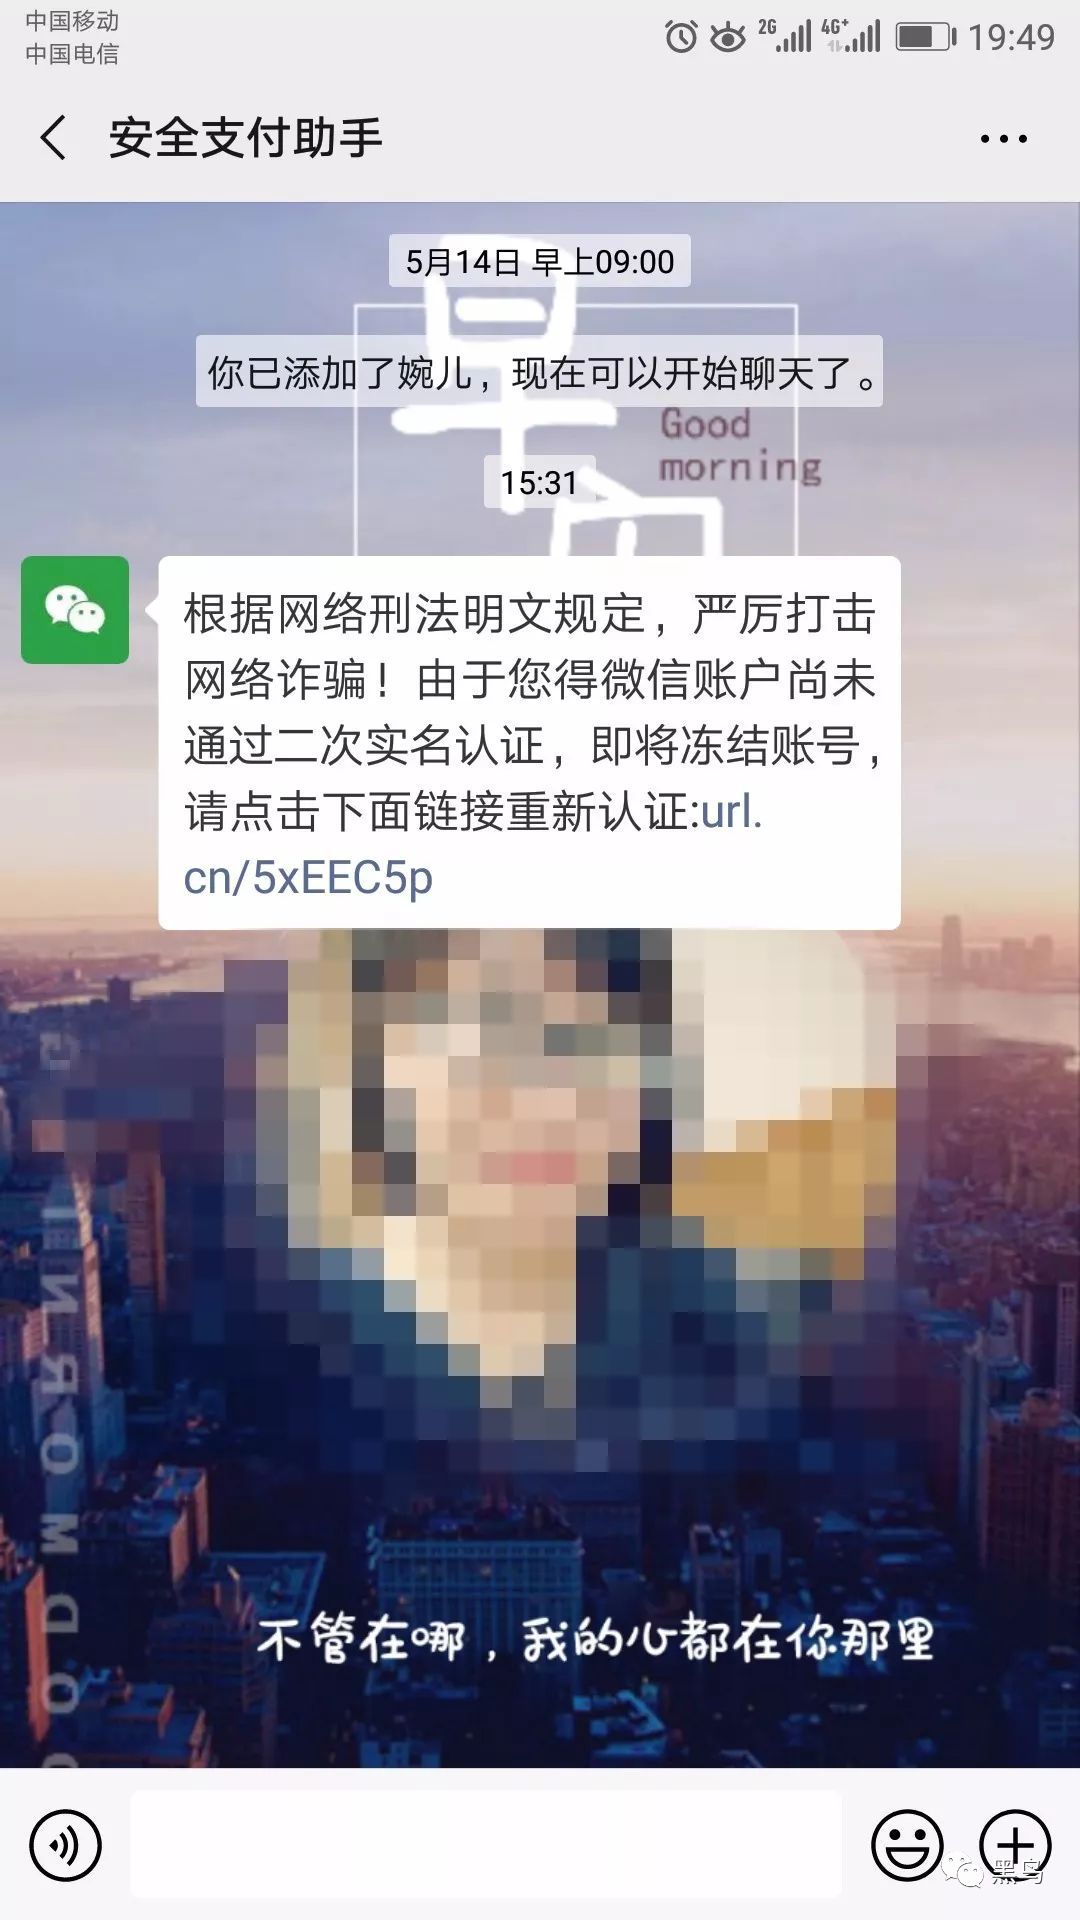 中国移动
中国电信
2G
4G+
19:49
安全支付助手
5月14日 早上09:00
早
你已添加了婉儿，现在可以开始聊天了。
Good
morning
15:31
根据网络刑法明文规定，严厉打击
网络诈骗！由于您得微信账户尚未
通过二次实名认证，即将冻结账号，
请点击下面链接重新认证:url.
cn/5xEEC5p
不管在哪，我的心都在你那里
黑鸟